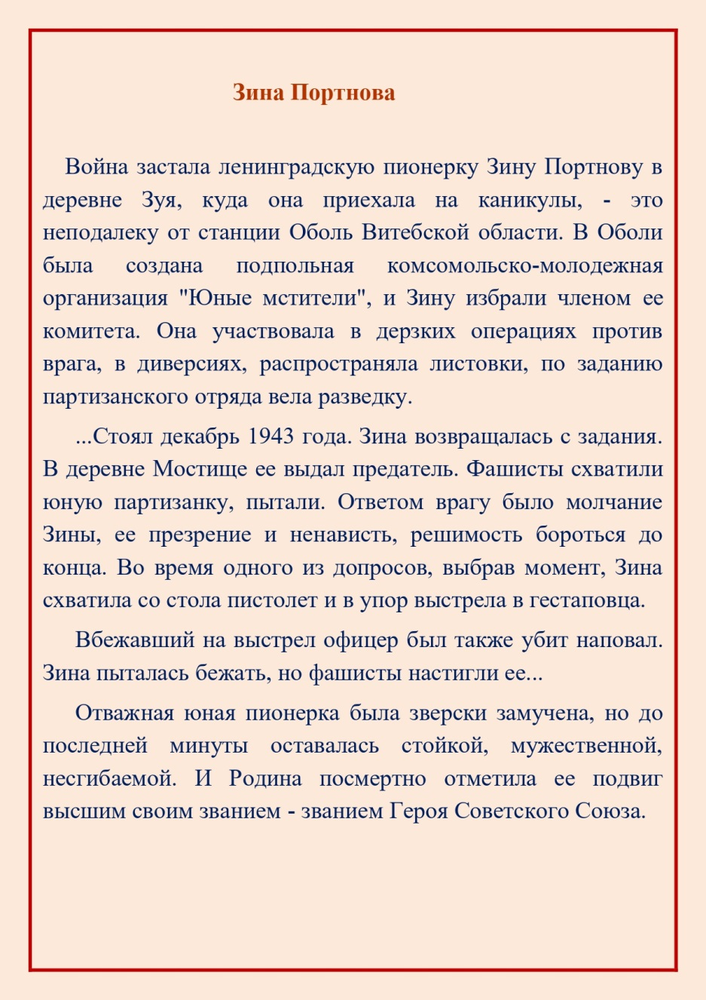 Зина Портнова
Война застала ленинградскую пионерку Зину Портнову в
деревне Зуя, куда она приехала на каникулы, - это
неподалеку от станции Оболь Витебской области. В Оболи
была создана подпольная комсомольско-молодежная
организация "Юные мстители", и Зину избрали членом ее
комитета. Она участвовала в дерзких операциях против
врага, в диверсиях, распространяла листовки, по заданию
партизанского отряда вела разведку.
...Стоял декабрь 1943 года. Зина возвращалась с задания.
В деревне Мостище ее выдал предатель. Фашисты схватили
юную партизанку, пытали. Ответом врагу было молчание
Зины, ее презрение и ненависть, решимость бороться до
конца. Во время одного из допросов, выбрав момент, Зина
схватила со стола пистолет и в упор выстрела в гестаповца.
Вбежавший на выстрел офицер был также убит наповал.
Зина пыталась бежать, но фашисты настигли ее...
Отважная юная пионерка была зверски замучена, но до
последней минуты оставалась стойкой, мужественной,
несгибаемой. И Родина посмертно отметила ее подвиг
высшим своим званием - званием Героя Советского Союза.